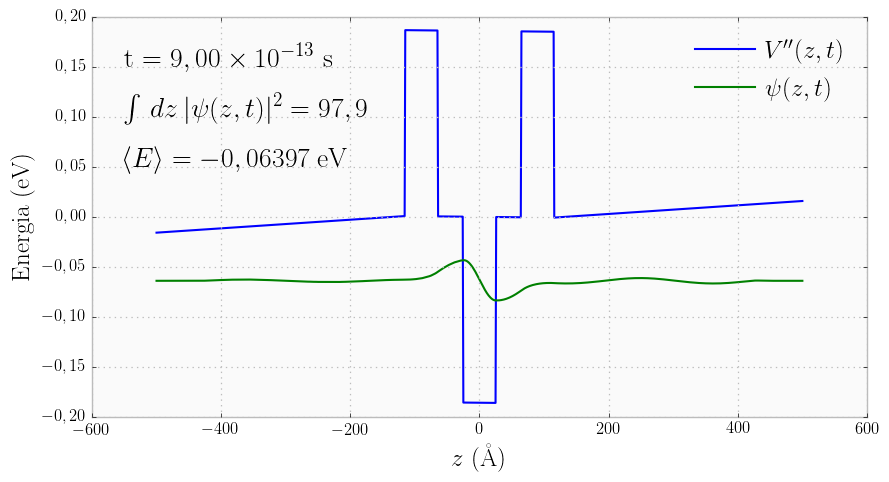 0,20
0,15
0,10
0,05
0,00
−0,05
−0,10
−0,15
−0,20
Energia (eV)
t = 9,00 × 10⁻¹³ s
∫ dz |ψ(z, t)|² = 97,9
⟨E⟩ = −0,06397 eV
V″(z, t)
ψ(z, t)
−600 −400 −200 0 200 400 600
z (Å)